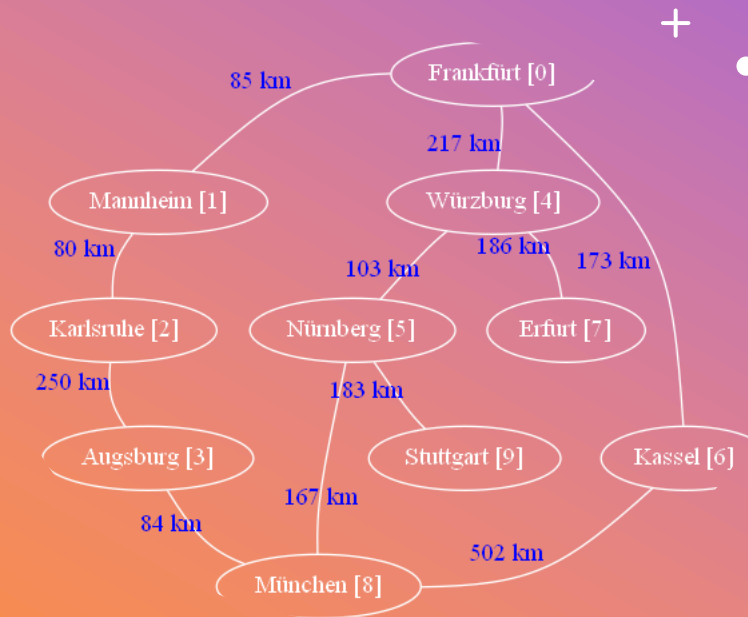 Frankfürt [0]
85 km
217 km
Mannheim [1]
Würzburg [4]
80 km
186 km
173 km
103 km
Karlsruhe [2]
Nürnberg [5]
Erfurt [7]
250 km
183 km
Augsburg [3]
Stuttgart [9]
Kassel [6]
167 km
84 km
502 km
München [8]